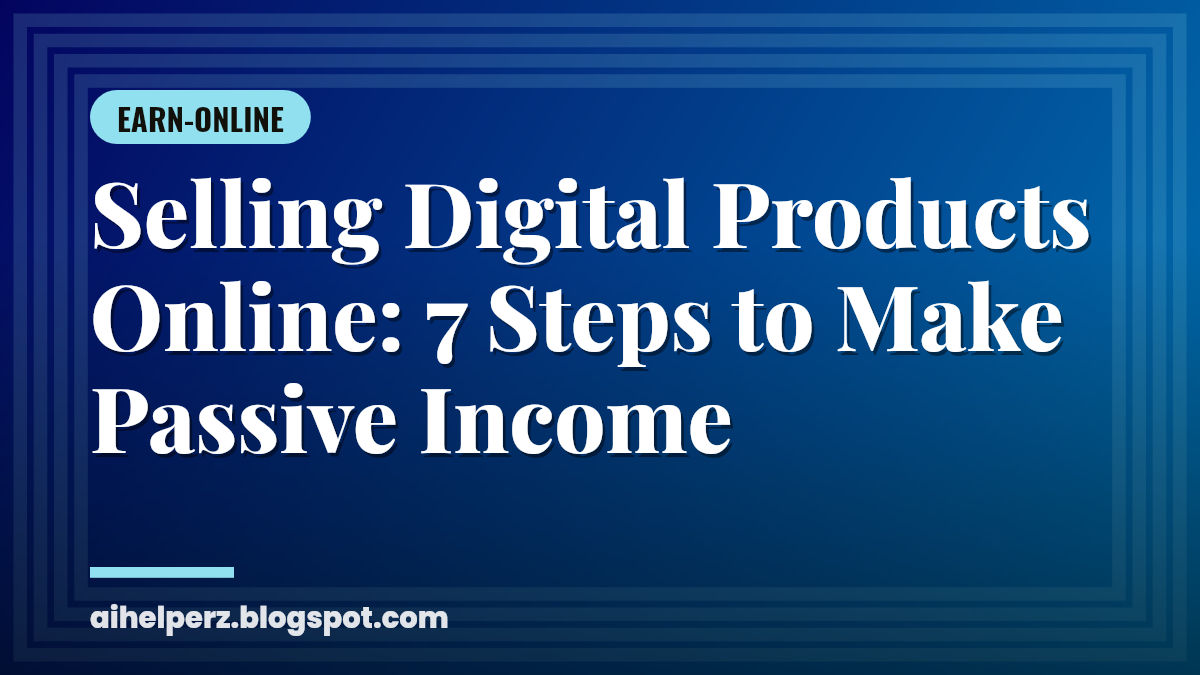 EARN-ONLINE
Selling Digital Products
Online: 7 Steps to Make
Passive Income
aihelperz.blogspot.com